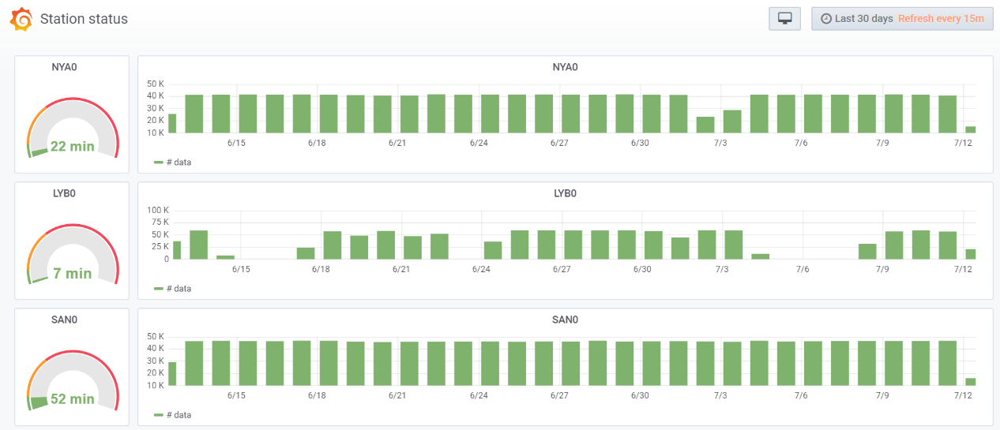 Station status
Last 30 days Refresh every 15m
NYA0
22 min
NYA0
50 K
40 K
30 K
20 K
10 K
6/15 6/18 6/21 6/24 6/27 6/30 7/3 7/6 7/9 7/12
# data
LYB0
7 min
LYB0
100 K
75 K
50 K
25 K
0
6/15 6/18 6/21 6/24 6/27 6/30 7/3 7/6 7/9 7/12
# data
SAN0
52 min
SAN0
50 K
40 K
30 K
20 K
10 K
6/15 6/18 6/21 6/24 6/27 6/30 7/3 7/6 7/9 7/12
# data